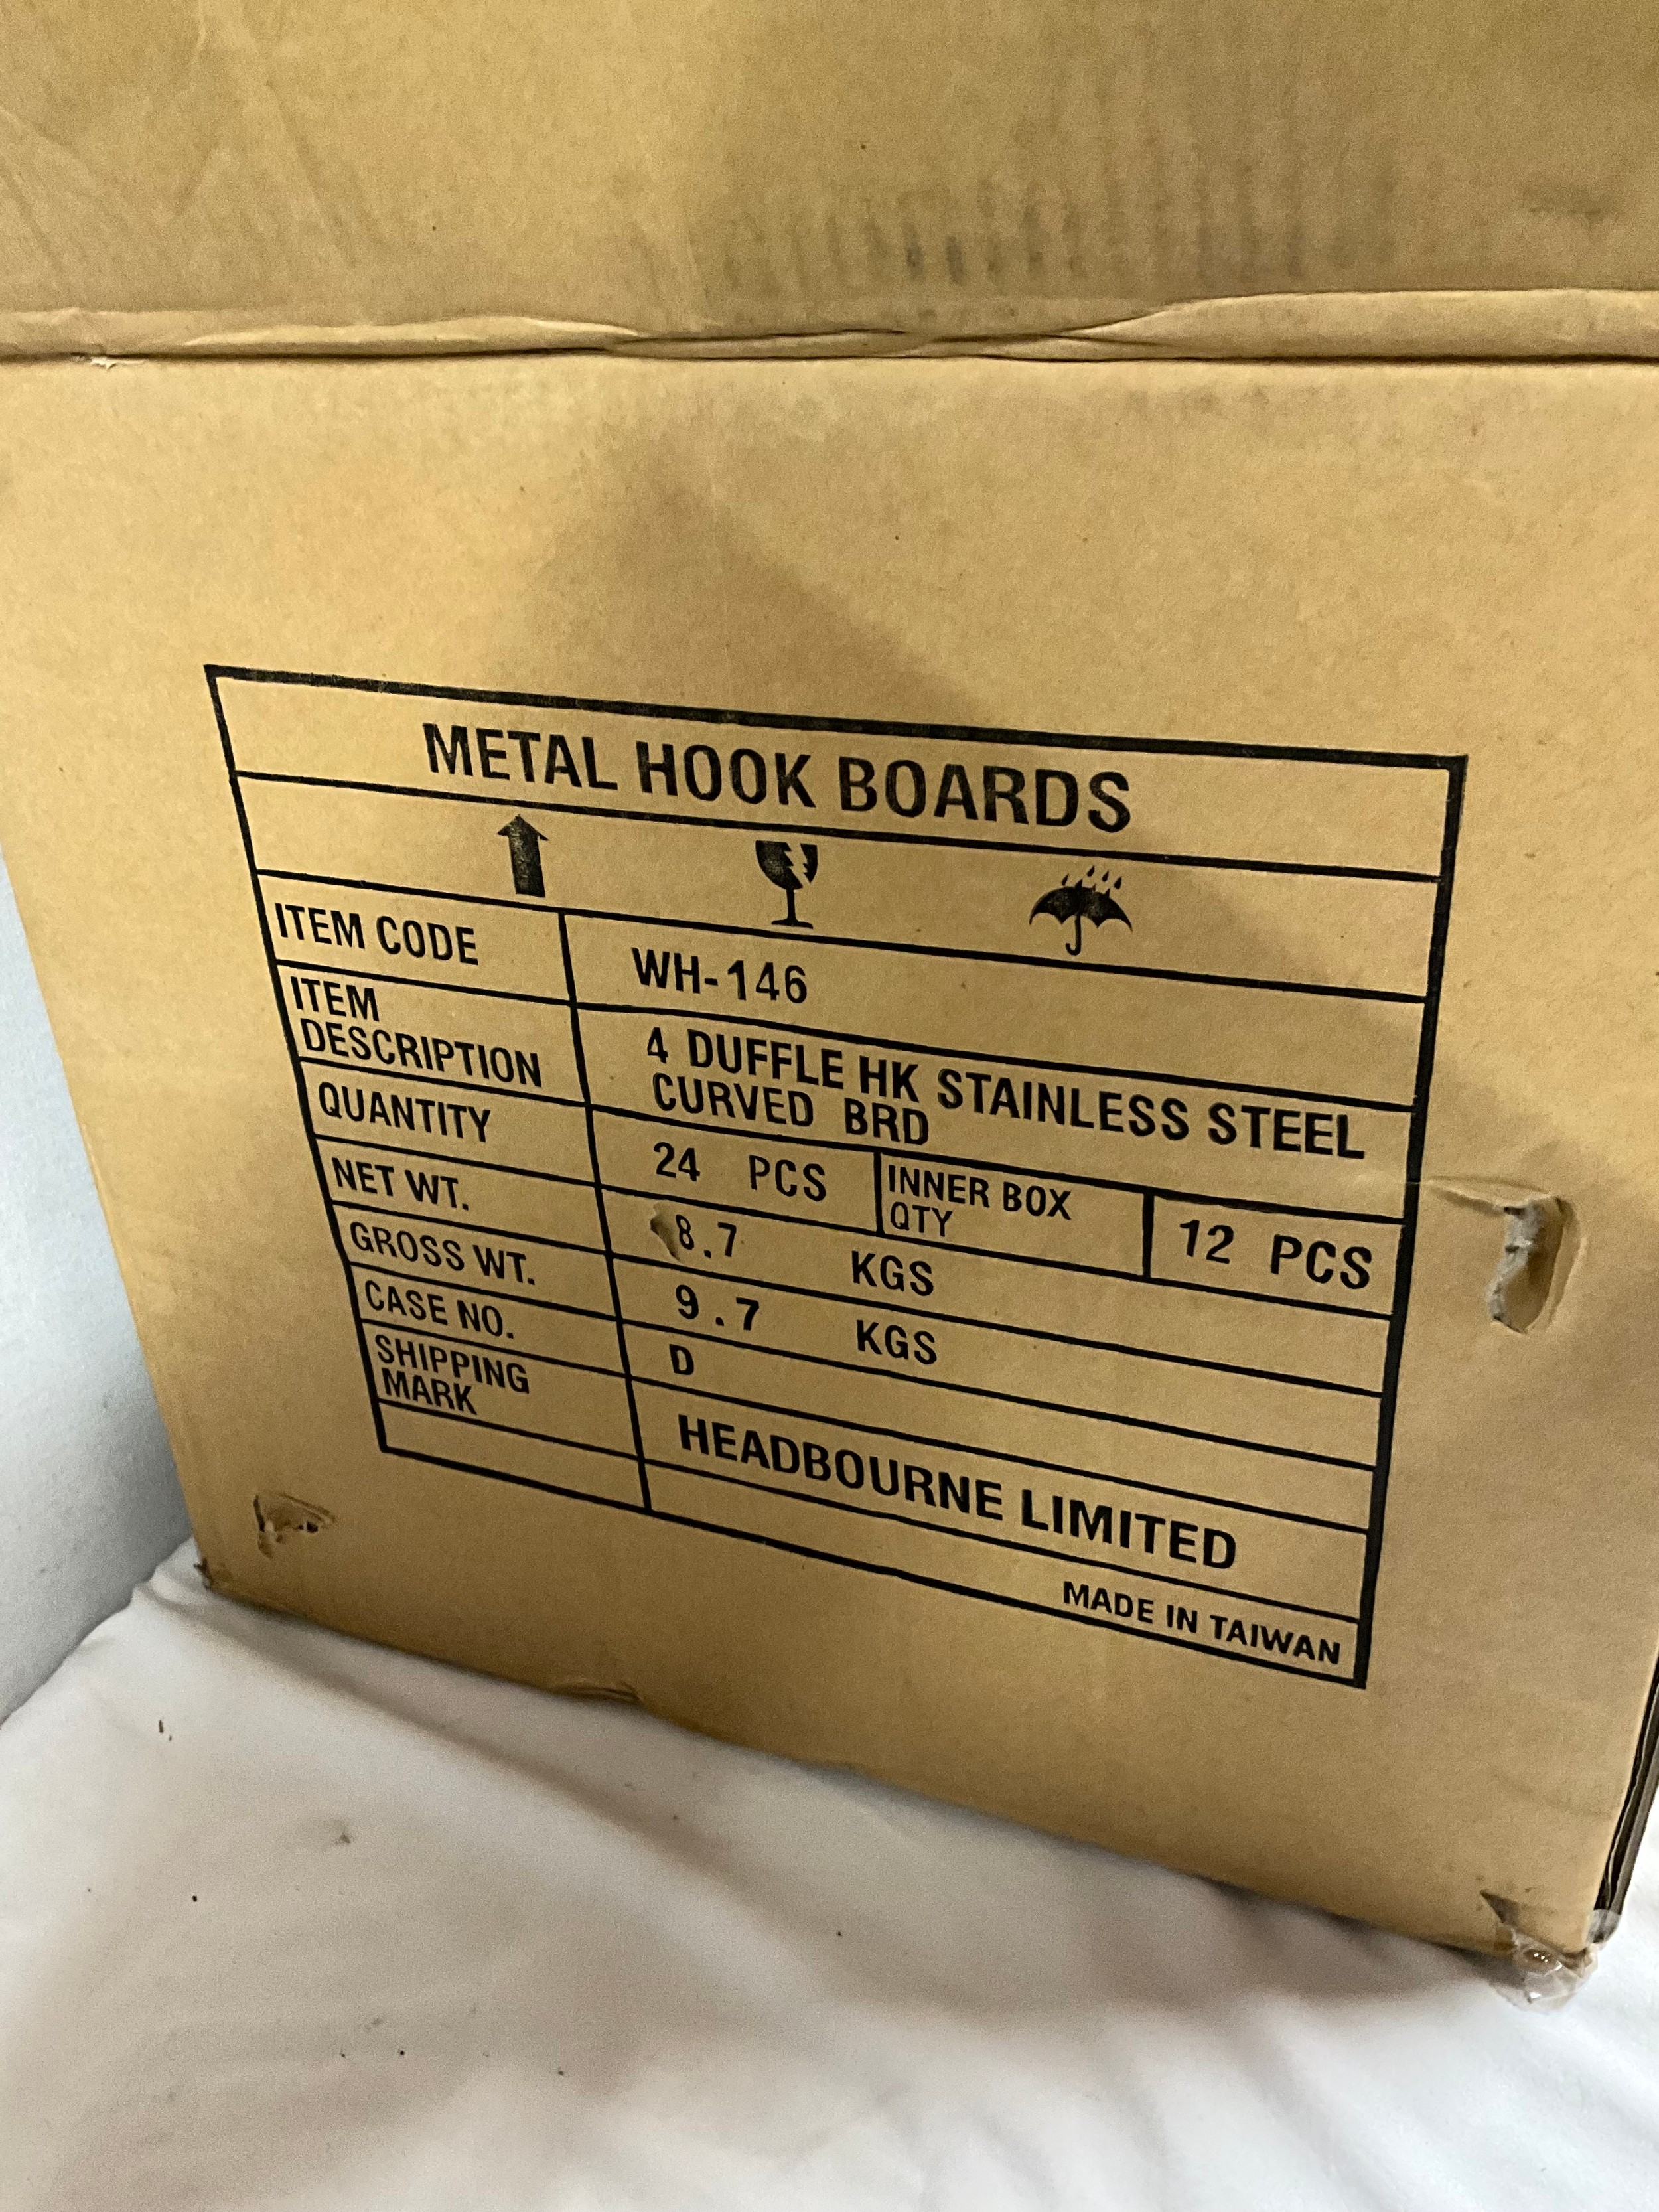 METAL HOOK BOARDS
ITEM CODE WH-146
ITEM DESCRIPTION 4 DUFFLE HK STAINLESS STEEL
CURVED BRD
QUANTITY 24 PCS INNER BOX QTY 12 PCS
NET WT. 8.7 KGS
GROSS WT. 9.7 KGS
CASE NO. D
SHIPPING MARK HEADBOURNE LIMITED
MADE IN TAIWAN